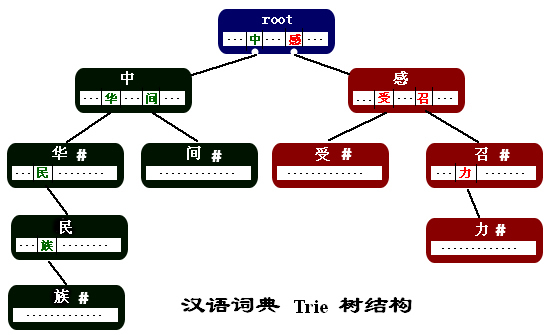 root
··· 中 ··· 感 ···
中
··· 华 ··· 间 ···
感
··· 受 ··· 召 ···
华 #
··· 民 ·········
间 #
·············
受 #
·············
召 #
··· 力 ·········
民
··· 族 ·········
力 #
·············
族 #
·············
汉语词典 Trie 树结构